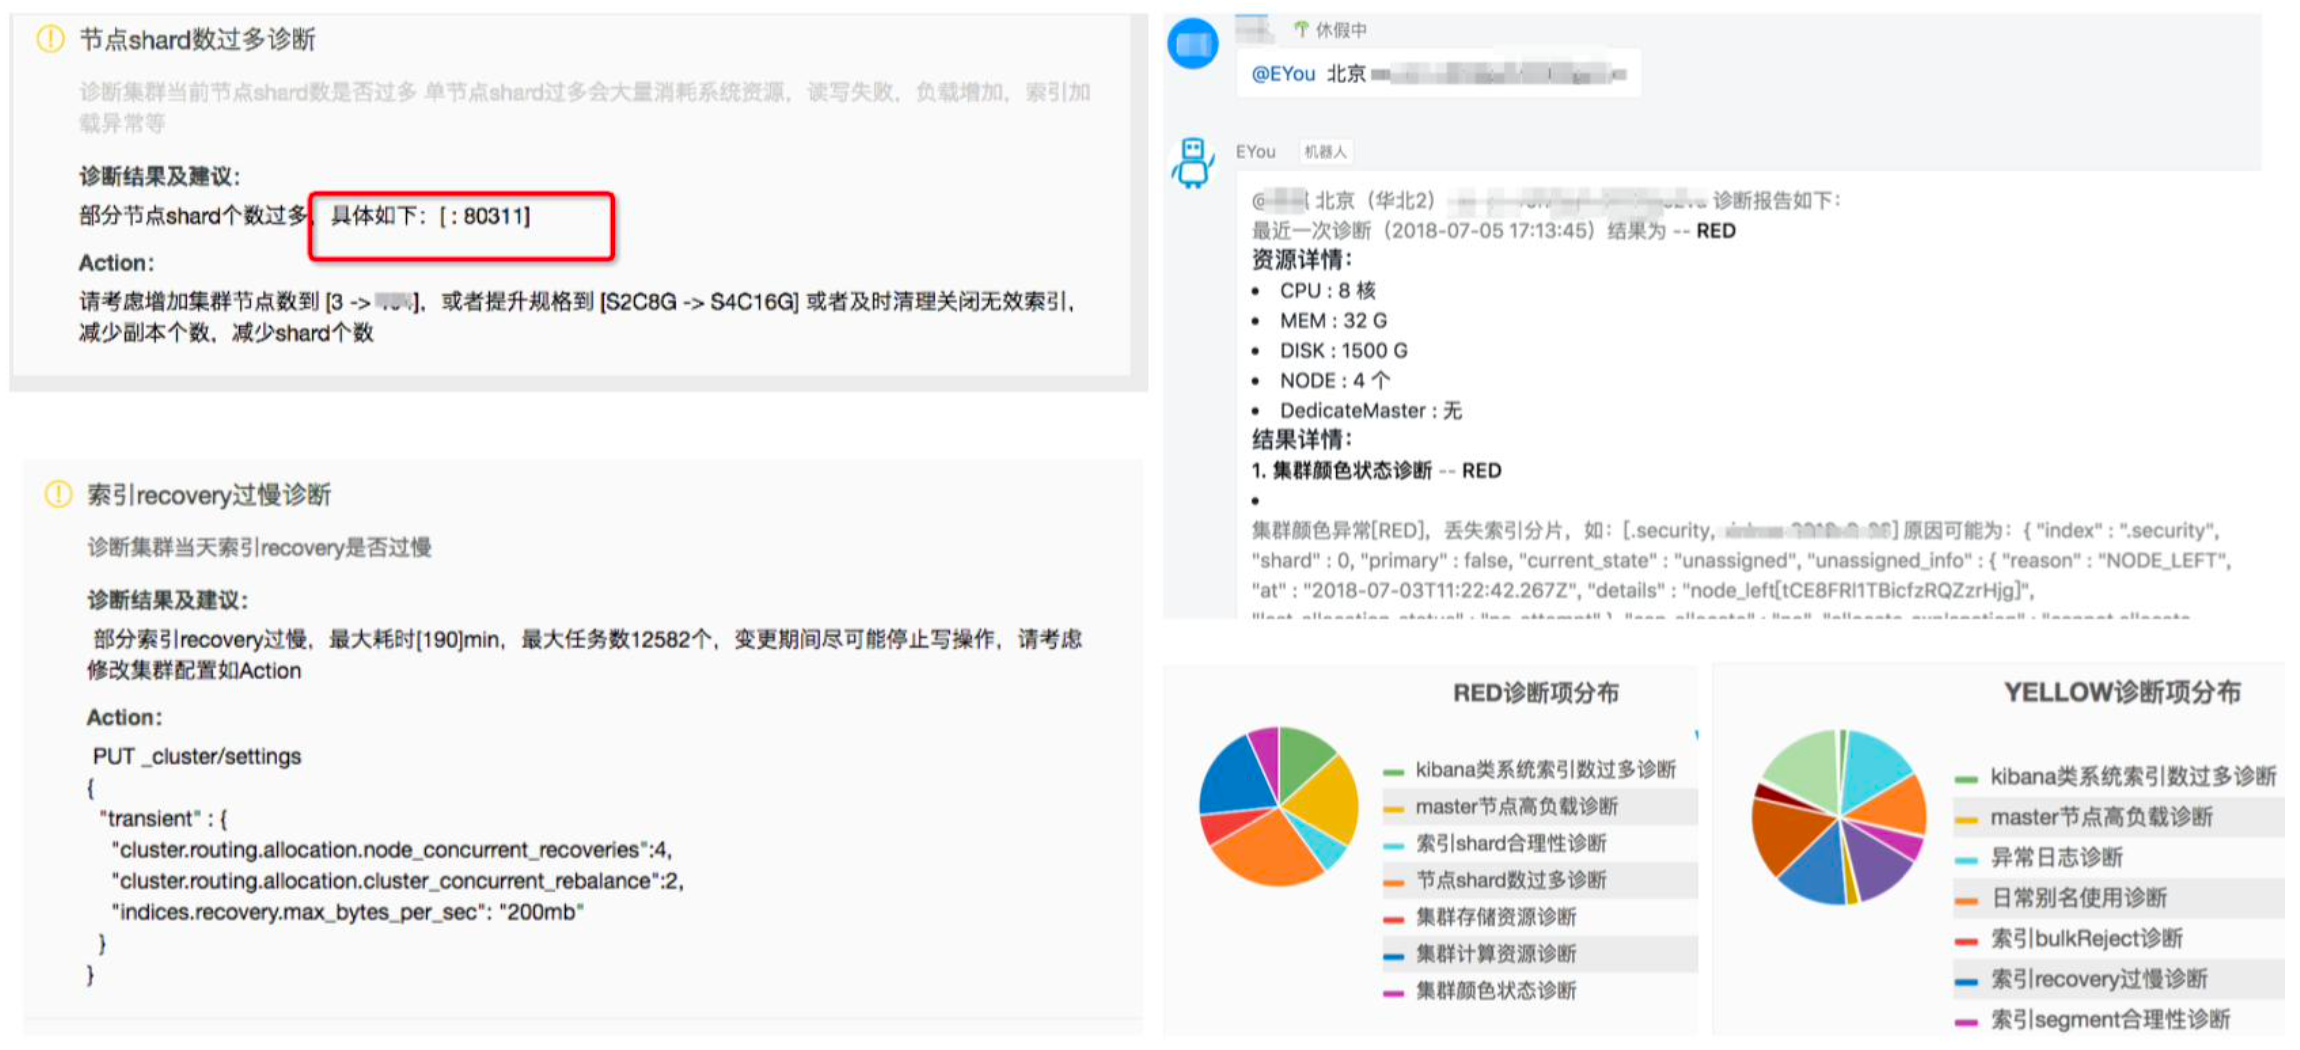 节点shard数过多诊断
诊断集群当前节点shard数是否过多 单节点shard过多会大量消耗系统资源，读写失败，负载增加，索引加
载异常等
诊断结果及建议：
部分节点shard个数过多，具体如下：[ : 80311]
Action：
请考虑增加集群节点数到 [3 -> ]，或者提升规格到 [S2C8G -> S4C16G] 或者及时清理关闭无效索引，
减少副本个数，减少shard个数
索引recovery过慢诊断
诊断集群当天索引recovery是否过慢
诊断结果及建议：
部分索引recovery过慢，最大耗时[190]min，最大任务数12582个，变更期间尽可能停止写操作，请考虑
修改集群配置如Action
Action：
PUT _cluster/settings
{
"transient" : {
"cluster.routing.allocation.node_concurrent_recoveries":4,
"cluster.routing.allocation.cluster_concurrent_rebalance":2,
"indices.recovery.max_bytes_per_sec": "200mb"
}
}
休假中
@EYou 北京
EYou 机器人
@ 北京（华北2） 诊断报告如下：
最近一次诊断（2018-07-05 17:13:45）结果为 -- RED
资源详情：
• CPU : 8 核
• MEM : 32 G
• DISK : 1500 G
• NODE : 4 个
• DedicateMaster : 无
结果详情：
1. 集群颜色状态诊断 -- RED
•
集群颜色异常[RED]，丢失索引分片，如：[.security, ] 原因可能为：{ "index" : ".security",
"shard" : 0, "primary" : false, "current_state" : "unassigned", "unassigned_info" : { "reason" : "NODE_LEFT",
"at" : "2018-07-03T11:22:42.267Z", "details" : "node_left[tCE8FRl1TBicfzRQZzrHjg]",
RED诊断项分布
kibana类系统索引数过多诊断
master节点高负载诊断
索引shard合理性诊断
节点shard数过多诊断
集群存储资源诊断
集群计算资源诊断
集群颜色状态诊断
YELLOW诊断项分布
kibana类系统索引数过多诊断
master节点高负载诊断
异常日志诊断
日常别名使用诊断
索引bulkReject诊断
索引recovery过慢诊断
索引segment合理性诊断